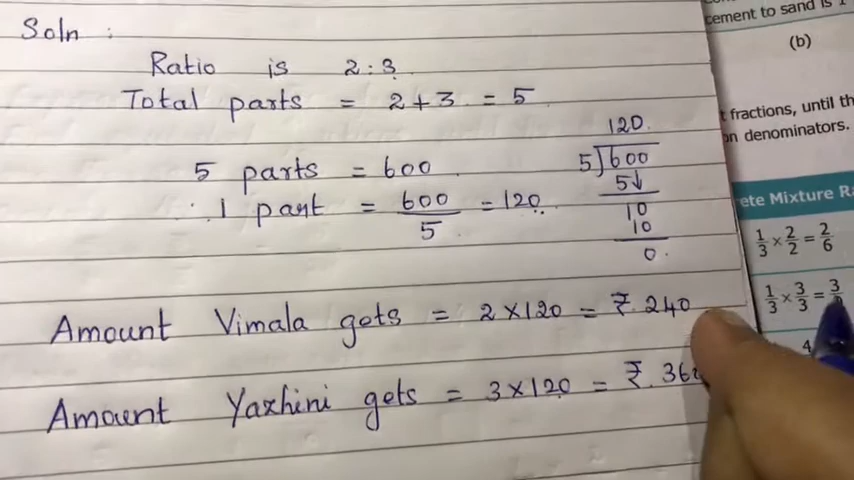 Soln :
Ratio is 2:3
Total parts = 2+3 = 5
5 parts = 600
1 part = 600/5 = 120
120
5)600
5↓
10
10
0
Amount Vimala gets = 2×120 = ₹.240
Amount Yazhini gets = 3×120 = ₹.36
cement to sand is
(b)
fractions, until
denominators.
Mixture
1/3 × 2/2 = 2/6
1/3 × 3/3 = 3
4